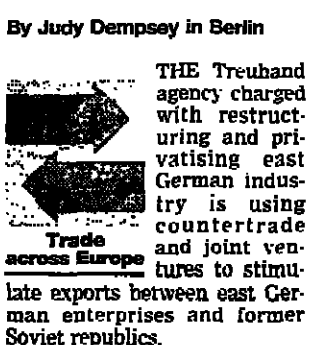 By Judy Dempsey in Berlin
THE Treuhand
agency charged
with restruct-
uring and pri-
vatising east
German indus-
try is using
countertrade
and joint ven-
tures to stimu-
Trade
across Europe
late exports between east Ger-
man enterprises and former
Soviet republics.